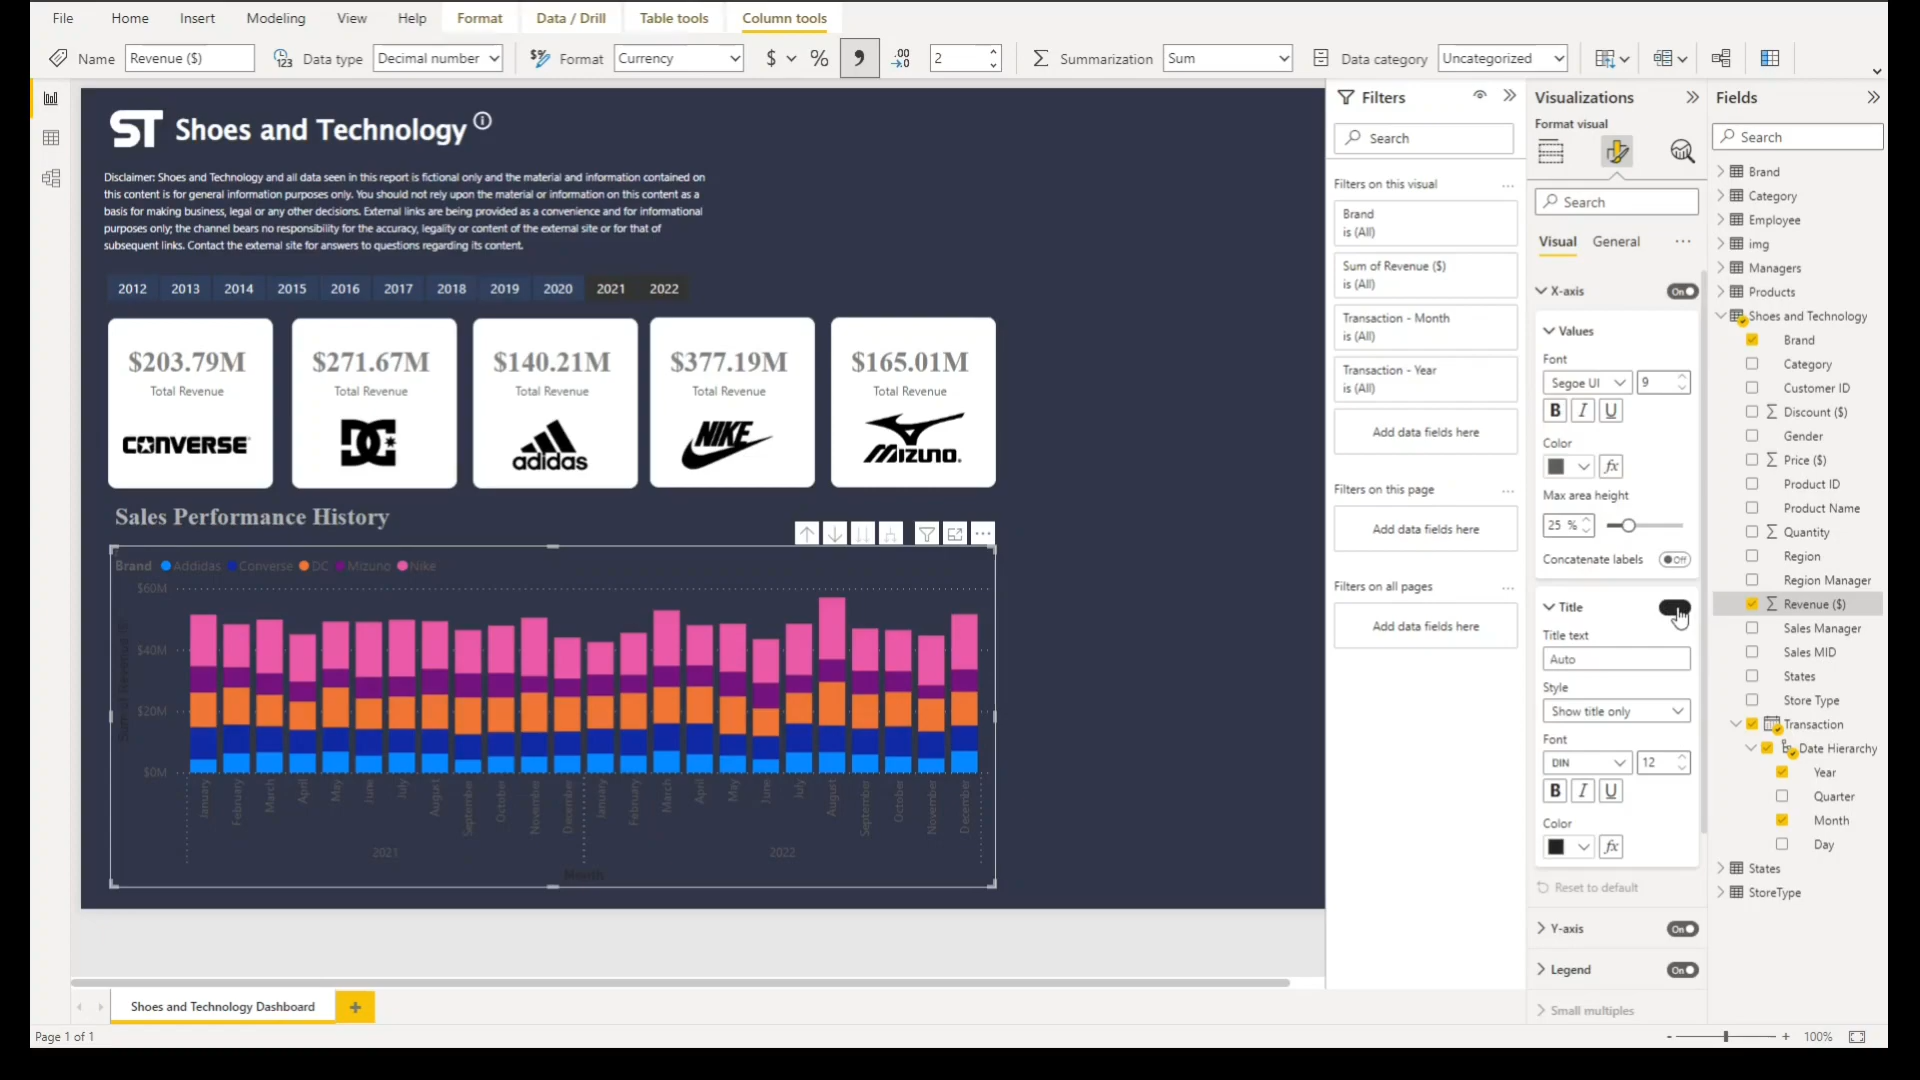 File Home Insert Modeling View Help Format Data / Drill Table tools Column tools
Name Revenue ($) Data type Decimal number Format Currency $ % 9 .00 2 Summarization Sum Data category Uncategorized
ST Shoes and Technology
Disclaimer: Shoes and Technology and all data seen in this report is fictional only and the material and information contained on
this content is for general information purposes only. You should not rely upon the material or information on this content as a
basis for making business, legal or any other decisions. External links are being provided as a convenience and for informational
purposes only; the channel bears no responsibility for the accuracy, legality or content of the external site or for that of
subsequent links. Contact the external site for answers to questions regarding its content.
2012 2013 2014 2015 2016 2017 2018 2019 2020 2021 2022
$203.79M $271.67M $140.21M $377.19M $165.01M
Total Revenue Total Revenue Total Revenue Total Revenue Total Revenue
CONVERSE DC adidas NIKE MIZUNO.
Sales Performance History
Brand Addidas Converse DC Mizuno Nike
$60M
$40M
$20M
$0M
January February March April May June July August September October November December January February March April May June July August September October November December
2021 2022
Month
Shoes and Technology Dashboard +
Page 1 of 1
Filters
Search
Filters on this visual ...
Brand
is (All)
Sum of Revenue ($)
is (All)
Transaction - Month
is (All)
Transaction - Year
is (All)
Add data fields here
Filters on this page ...
Add data fields here
Filters on all pages ...
Add data fields here
Visualizations
Format visual
Search
Visual General ...
X-axis On
Values
Font
Segoe UI 9
B I U
Color
fx
Max area height
25 %
Concatenate labels Off
Title
Title text
Auto
Style
Show title only
Font
DIN 12
B I U
Color
fx
Reset to default
Y-axis On
Legend On
Small multiples
Fields
Search
Brand
Category
Employee
img
Managers
Products
Shoes and Technology
Brand
Category
Customer ID
Discount ($)
Gender
Price ($)
Product ID
Product Name
Quantity
Region
Region Manager
Revenue ($)
Sales Manager
Sales MID
States
Store Type
Transaction
Date Hierarchy
Year
Quarter
Month
Day
States
StoreType
- + 100%